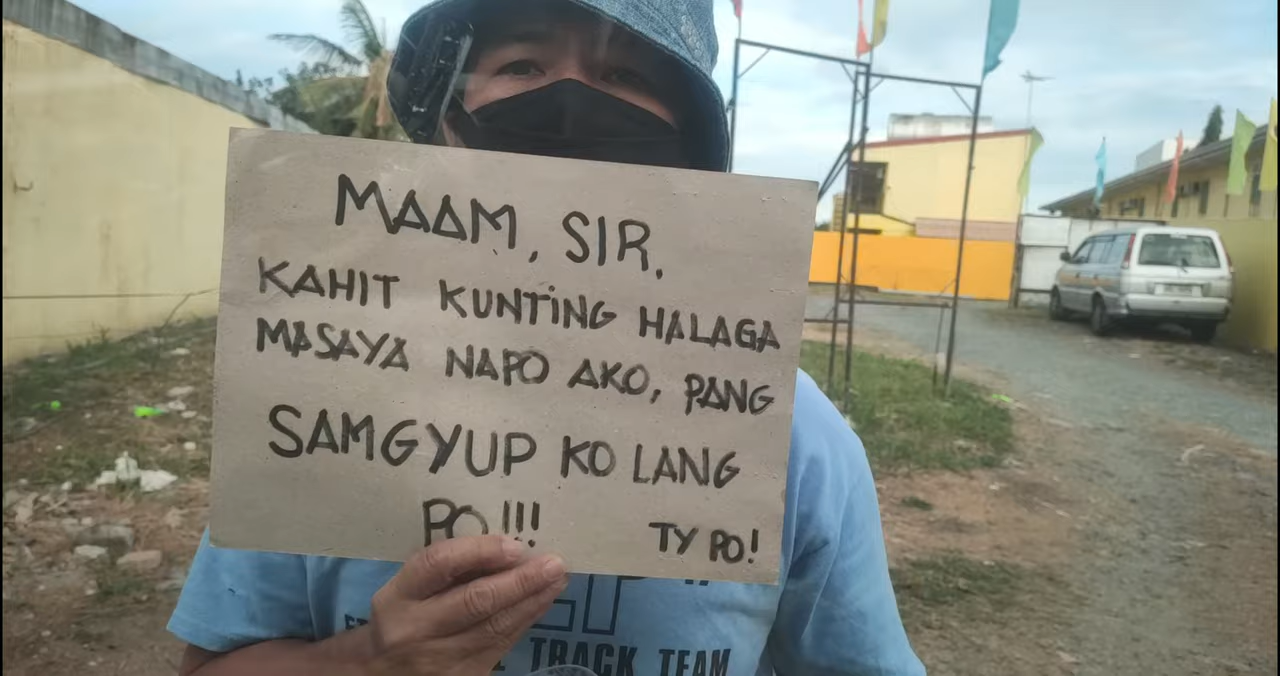 MAAM, SIR.
KAHIT KUNTING HALAGA
MASAYA NAPO AKO, PANG
SAMGYUP KO LANG
PO!!! TY PO!
TRACK TEAM